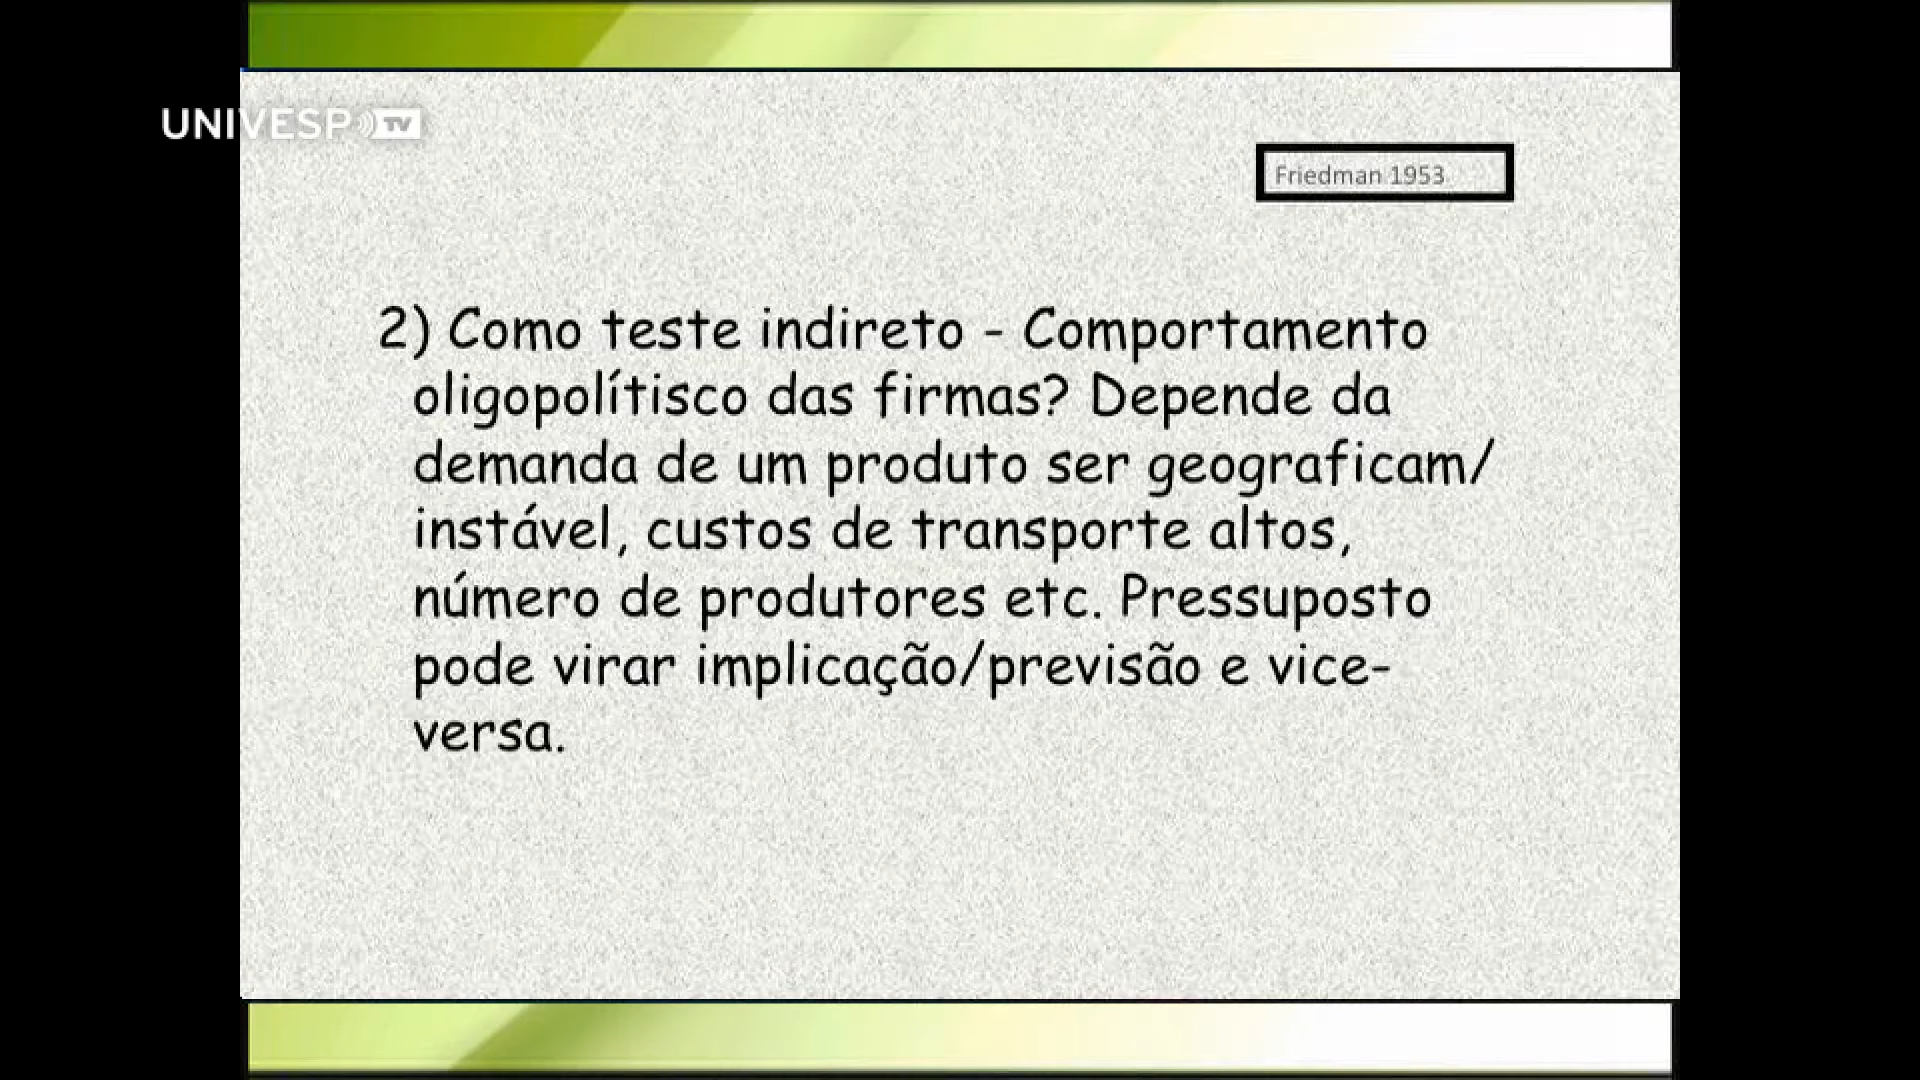 UNIVESP TV
Friedman 1953
2) Como teste indireto - Comportamento
oligopolítisco das firmas? Depende da
demanda de um produto ser geograficam/
instável, custos de transporte altos,
número de produtores etc. Pressuposto
pode virar implicação/previsão e vice-
versa.